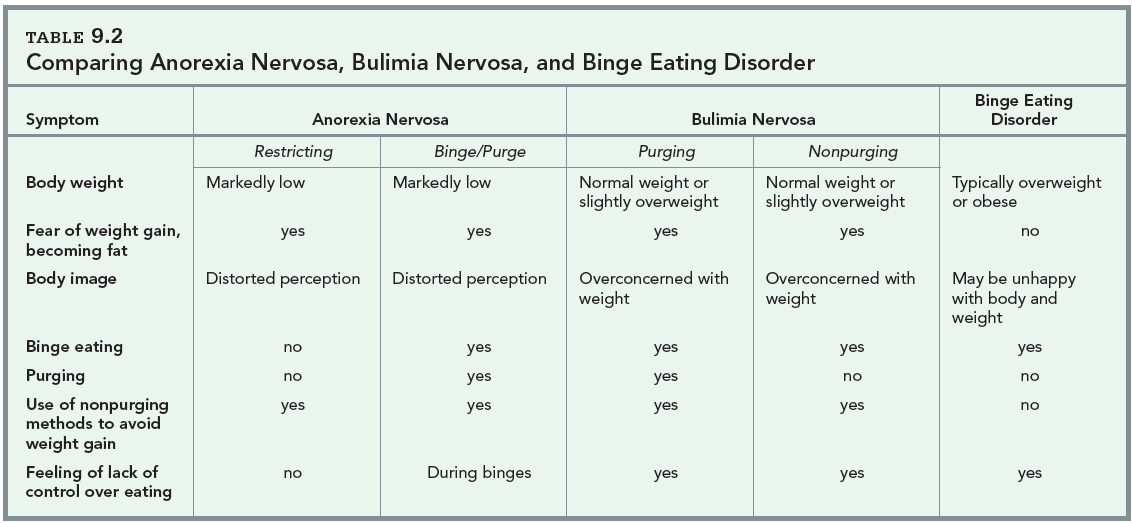 TABLE 9.2
Comparing Anorexia Nervosa, Bulimia Nervosa, and Binge Eating Disorder
Symptom Anorexia Nervosa Bulimia Nervosa Binge Eating
Disorder
Restricting Binge/Purge Purging Nonpurging
Body weight Markedly low Markedly low Normal weight or Normal weight or Typically overweight
slightly overweight slightly overweight or obese
Fear of weight gain, yes yes yes yes no
becoming fat
Body image Distorted perception Distorted perception Overconcerned with Overconcerned with May be unhappy
weight weight with body and
weight
Binge eating no yes yes yes yes
Purging no yes yes no no
Use of nonpurging yes yes yes yes no
methods to avoid
weight gain
Feeling of lack of no During binges yes yes yes
control over eating